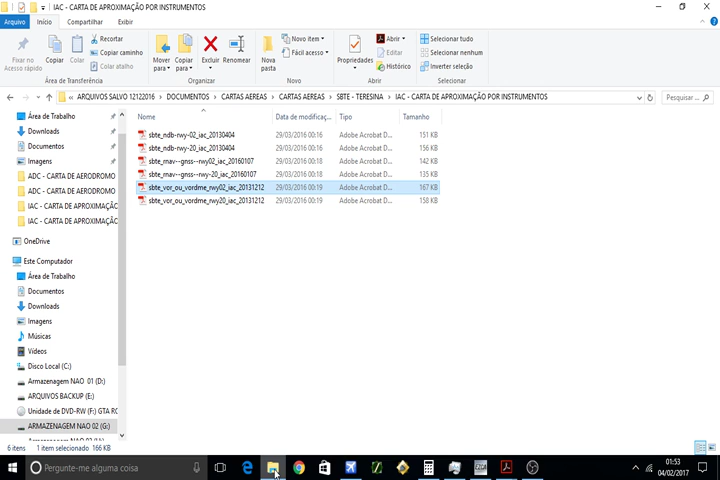 IAC - CARTA DE APROXIMAÇÃO POR INSTRUMENTOS
Arquivo Início Compartilhar Exibir
Fixar no Acesso rápido
Copiar
Colar
Recortar
Copiar caminho
Colar atalho
Mover para
Copiar para
Excluir
Renomear
Nova pasta
Novo item
Fácil acesso
Propriedades
Abrir
Editar
Histórico
Selecionar tudo
Selecionar nenhum
Inverter seleção
Área de Transferência Organizar Novo Abrir Selecionar
« ARQUIVOS SALVO 12122016 > DOCUMENTOS > CARTAS AEREAS > CARTAS AEREAS > SBTE - TERESINA > IAC - CARTA DE APROXIMAÇÃO POR INSTRUMENTOS
Pesquisar ...
Área de Trabalho
Downloads
Documentos
Imagens
ADC - CARTA DE AERODROMO
ADC - CARTA DE AERODROMO
IAC - CARTA DE APROXIMAÇÃO
IAC - CARTA DE APROXIMAÇÃO
OneDrive
Este Computador
Área de Trabalho
Documentos
Downloads
Imagens
Músicas
Vídeos
Disco Local (C:)
Armazenagem NAO 01 (D:)
ARQUIVOS BACKUP (E:)
Unidade de DVD-RW (F:) GTA
ARMAZENAGEM NAO 02 (G:)
Nome Data de modificaç... Tipo Tamanho
sbte_ndb-rwy-02_iac_20130404 29/03/2016 00:16 Adobe Acrobat D... 151 KB
sbte_ndb-rwy-20_iac_20130404 29/03/2016 00:16 Adobe Acrobat D... 156 KB
sbte_rnav--gnss--rwy02_iac_20160107 29/03/2016 00:18 Adobe Acrobat D... 142 KB
sbte_rnav--gnss--rwy-20_iac_20160107 29/03/2016 00:18 Adobe Acrobat D... 135 KB
sbte_vor_ou_vordme_rwy02_iac_20131212 29/03/2016 00:19 Adobe Acrobat D... 167 KB
sbte_vor_ou_vordme_rwy20_iac_20131212 29/03/2016 00:19 Adobe Acrobat D... 158 KB
6 itens 1 item selecionado 166 KB
Pergunte-me alguma coisa
01:53
04/02/2017